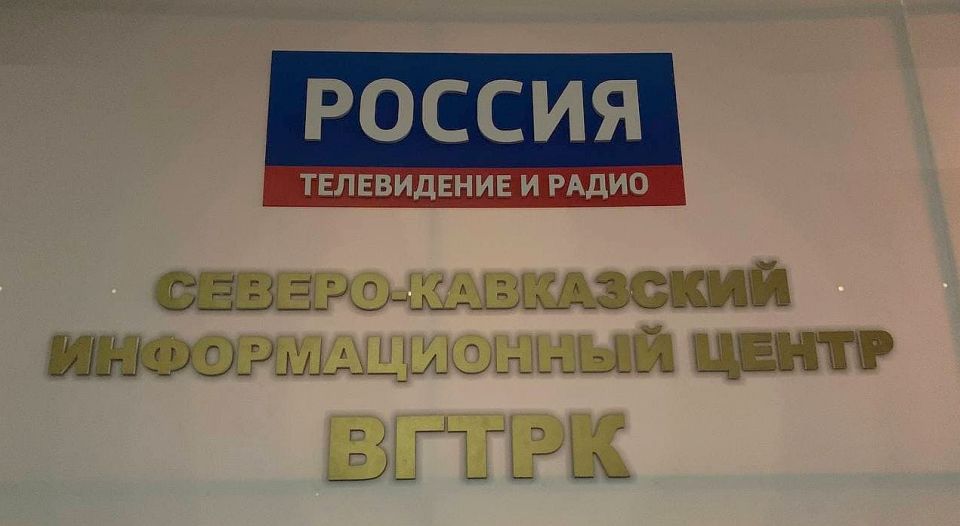 РОССИЯ
ТЕЛЕВИДЕНИЕ И РАДИО
СЕВЕРО-КАВКАЗСКИЙ
ИНФОРМАЦИОННЫЙ ЦЕНТР
ВГТРК